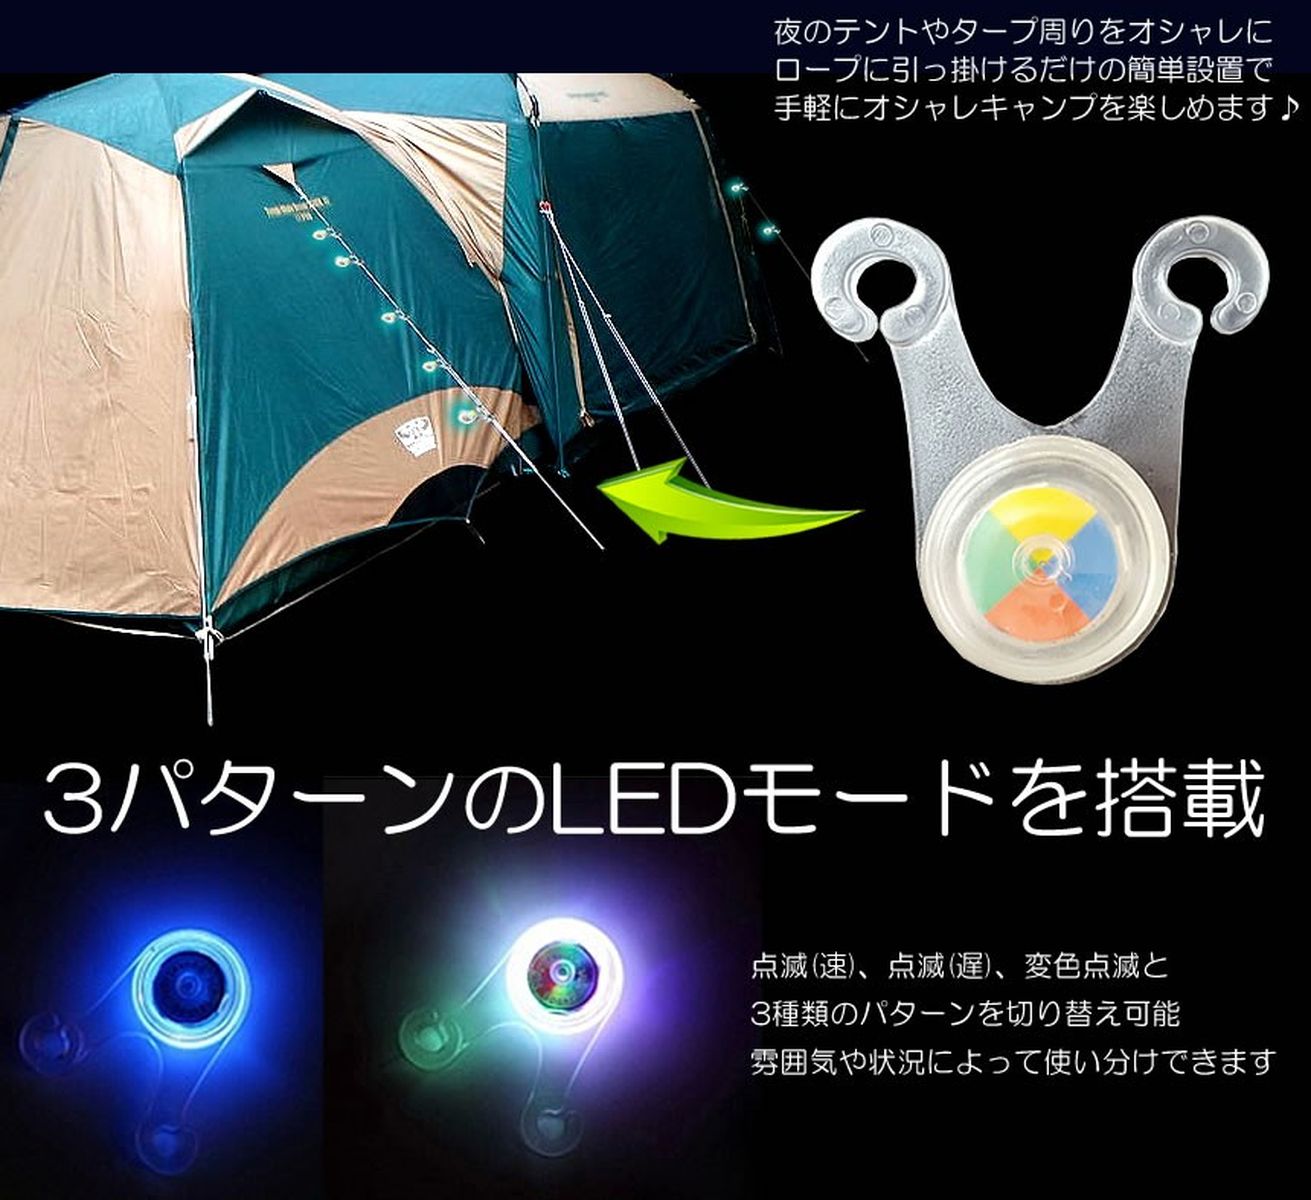 夜のテントやタープ周りをオシャレに
ロープに引っ掛けるだけの簡単設置で
手軽にオシャレキャンプを楽しめます♪
3パターンのLEDモードを搭載
点滅(速)、点滅(遅)、変色点滅と
3種類のパターンを切り替え可能
雰囲気や状況によって使い分けできます